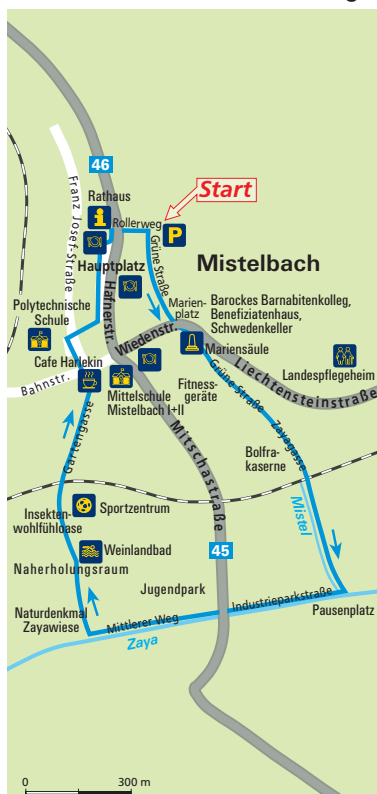 46
Franz Josef-Straße
Rathaus
i
Start
Rollerweg
P
Grüne Straße
Hauptplatz
Hafnerstr.
Mistelbach
Marien-
platz
Barockes Barnabitenkolleg,
Benefiziatenhaus,
Schwedenkeller
Polytechnische
Schule
Wiedenstr.
Mariensäule
Liechtensteinstraße
Landespflegeheim
Cafe Harlekin
Bahnstr.
Mittelschule
Mistelbach I+II
Fitness-
geräte
Grüne Straße
Zayagasse
Gartengasse
Mitschastraße
Bolfra-
kaserne
Mistel
Insekten-
wohlfühloase
Sportzentrum
45
Weinlandbad
Naherholungsraum
Jugendpark
Industrieparkstraße
Pausenplatz
Naturdenkmal
Zayawiese
Mittlerer Weg
Zaya
0 300 m